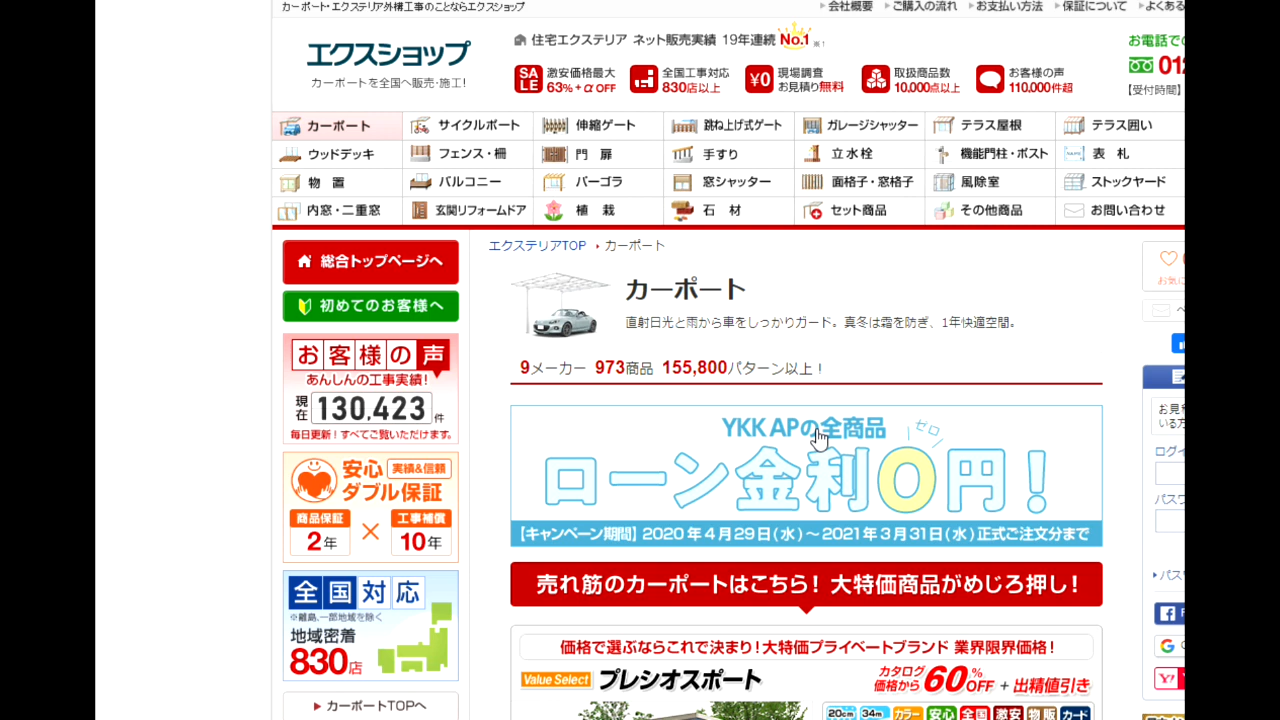 カーポート・エクステリア外構工事のことならエクスショップ
会社概要 ご購入の流れ お支払い方法 保証について よくある
エクスショップ
カーポートを全国へ販売・施工!
住宅エクステリア ネット販売実績 19年連続 No.1 ※1
SALE 激安価格最大 63%+α OFF
全国工事対応 830店以上
¥0 現場調査 お見積り無料
取扱商品数 10,000点以上
お客様の声 110,000件超
お電話で
【受付時間】
カーポート サイクルポート 伸縮ゲート 跳ね上げ式ゲート ガレージシャッター テラス屋根 テラス囲い
ウッドデッキ フェンス・柵 門 扉 手すり 立水栓 機能門柱・ポスト 表 札
物 置 バルコニー パーゴラ 窓シャッター 面格子・窓格子 風除室 ストックヤード
内窓・二重窓 玄関リフォームドア 植 栽 石 材 セット商品 その他商品 お問い合わせ
総合トップページへ
初めてのお客様へ
お客様の声
あんしんの工事実績!
現在 130,423 件
毎日更新!すべてご覧いただけます。
安心 実績&信頼
ダブル保証
商品保証 2年 × 工事補償 10年
全国対応
※離島、一部地域を除く
地域密着
830店
カーポートTOPへ
エクステリアTOP カーポート
カーポート
直射日光と雨から車をしっかりガード。真冬は霜を防ぎ、1年快適空間。
9メーカー 973商品 155,800パターン以上!
YKK APの全商品
ゼロ
ローン金利0円!
【キャンペーン期間】2020年4月29日(水)~2021年3月31日(水)正式ご注文分まで
売れ筋のカーポートはこちら! 大特価商品がめじろ押し!
価格で選ぶならこれで決まり!大特価プライベートブランド 業界限界価格!
Value Select プレシオスポート
カタログ価格から60%OFF + 出精値引き
20cm 34m カラー 安心 全国 激安 物販 カード
お気に
お見積
いる方
ログイ
パスワ
パス